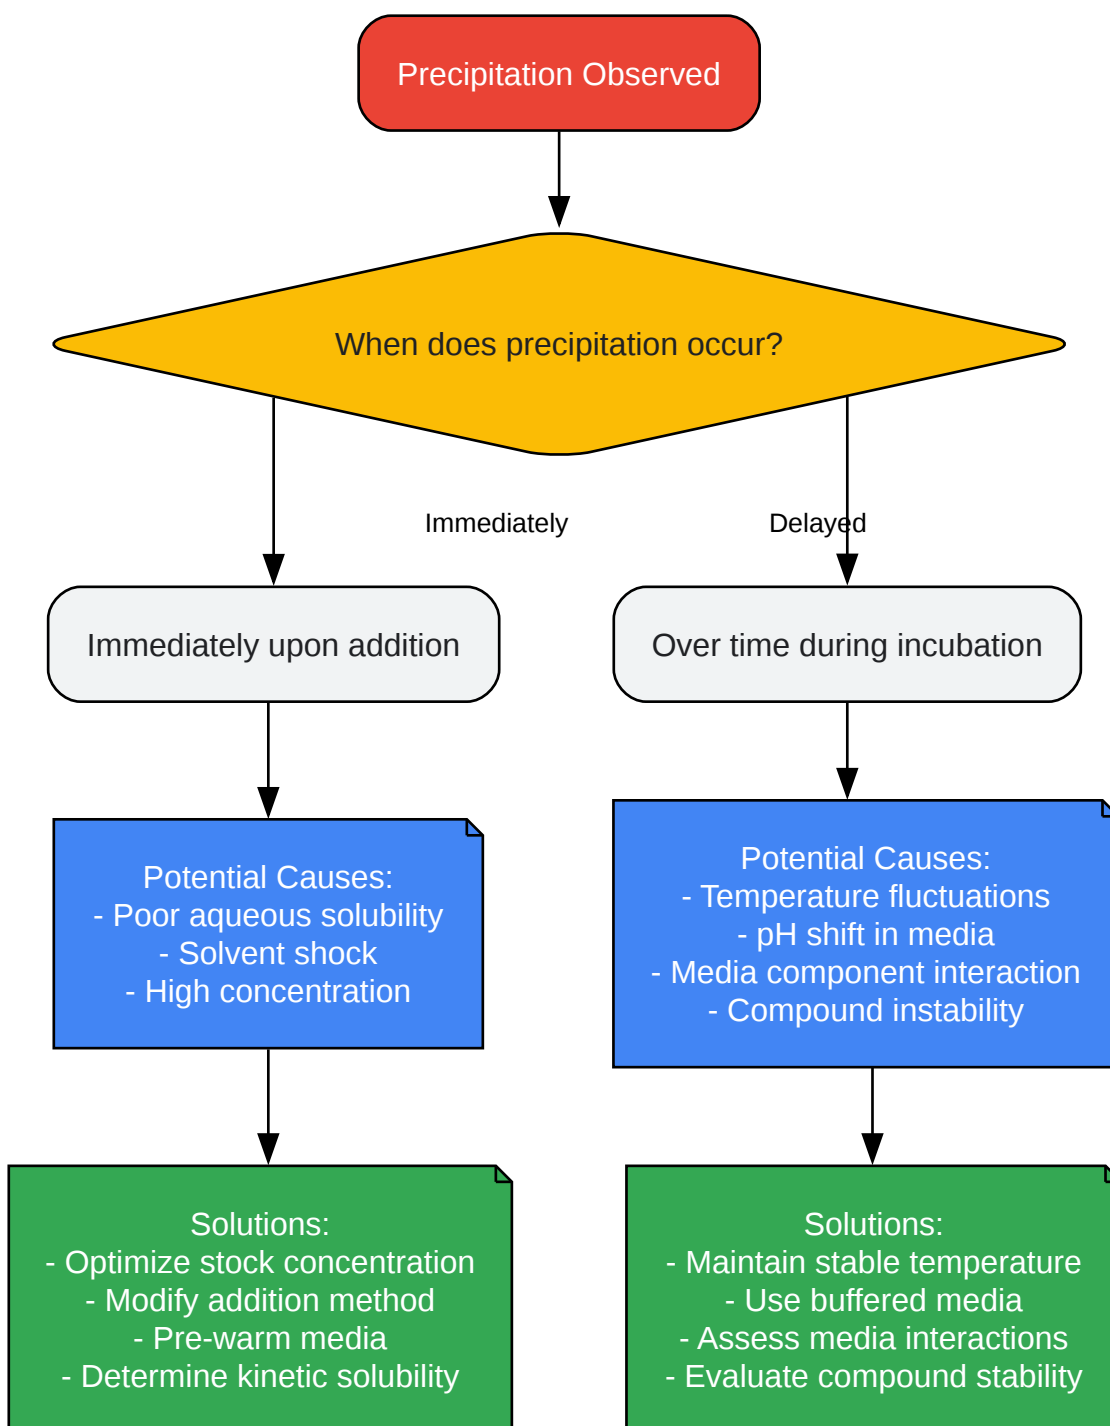 Precipitation Observed
When does precipitation occur?
Immediately
Delayed
Immediately upon addition
Over time during incubation
Potential Causes:
- Poor aqueous solubility
- Solvent shock
- High concentration
Potential Causes:
- Temperature fluctuations
- pH shift in media
- Media component interaction
- Compound instability
Solutions:
- Optimize stock concentration
- Modify addition method
- Pre-warm media
- Determine kinetic solubility
Solutions:
- Maintain stable temperature
- Use buffered media
- Assess media interactions
- Evaluate compound stability